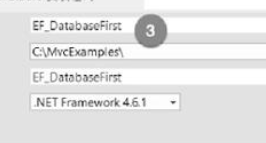 EF_DatabaseFirst
3
C:\MvcExamples\
EF_DatabaseFirst
.NET Framework 4.6.1